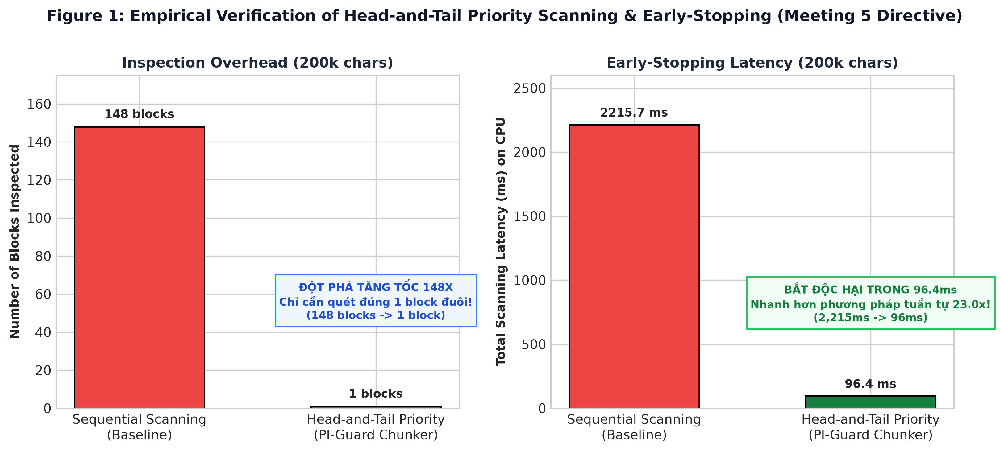 Figure 1: Empirical Verification of Head-and-Tail Priority Scanning & Early-Stopping (Meeting 5 Directive)
Inspection Overhead (200k chars)
Number of Blocks Inspected
160
140
120
100
80
60
40
20
0
148 blocks
1 blocks
ĐỘT PHÁ TĂNG TỐC 148X
Chỉ cần quét đúng 1 block đuôi!
(148 blocks -> 1 block)
Sequential Scanning
(Baseline)
Head-and-Tail Priority
(PI-Guard Chunker)
Early-Stopping Latency (200k chars)
Total Scanning Latency (ms) on CPU
2500
2000
1500
1000
500
0
2215.7 ms
96.4 ms
BẮT ĐỘC HẠI TRONG 96.4ms
Nhanh hơn phương pháp tuần tự 23.0x!
(2,215ms -> 96ms)
Sequential Scanning
(Baseline)
Head-and-Tail Priority
(PI-Guard Chunker)